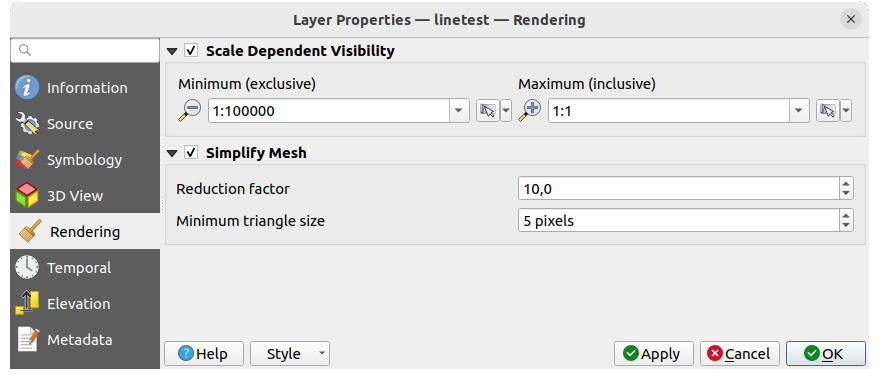 Layer Properties — linetest — Rendering
Information
Source
Symbology
3D View
Rendering
Temporal
Elevation
Metadata
Scale Dependent Visibility
Minimum (exclusive)
Maximum (inclusive)
1:100000
1:1
Simplify Mesh
Reduction factor
10,0
Minimum triangle size
5 pixels
Help
Style
Apply
Cancel
OK